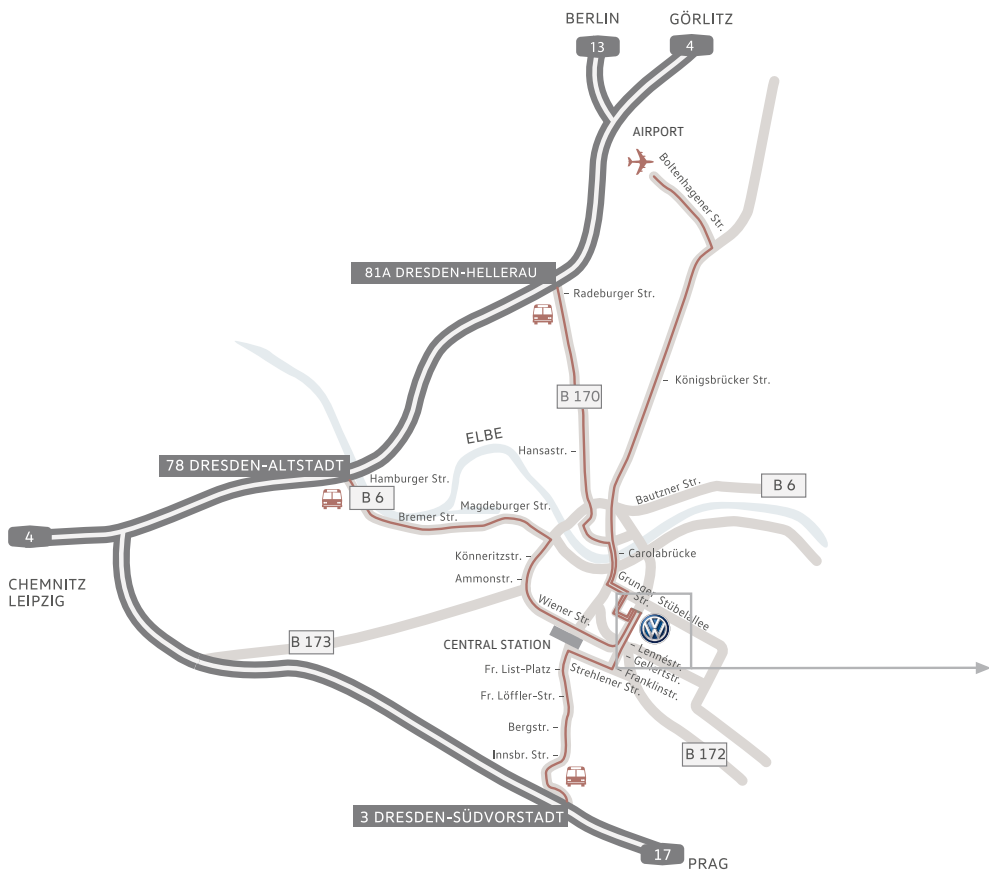 BERLIN
GÖRLITZ
13
4
AIRPORT
Boltenhagener Str.
81A DRESDEN-HELLERAU
Radeburger Str.
Königsbrücker Str.
B 170
ELBE
Hansastr.
78 DRESDEN-ALTSTADT
Hamburger Str.
B 6
Bautzner Str.
B 6
Magdeburger Str.
Bremer Str.
4
CHEMNITZ
LEIPZIG
Könneritzstr.
Carolabrücke
Ammonstr.
Grunaer Stübelallee
Str.
Wiener Str.
B 173
CENTRAL STATION
Lennéstr.
Gellertstr.
Franklinstr.
Fr. List-Platz
Strehlener Str.
Fr. Löffler-Str.
Bergstr.
Innsbr. Str.
B 172
3 DRESDEN-SÜDVORSTADT
17
PRAG